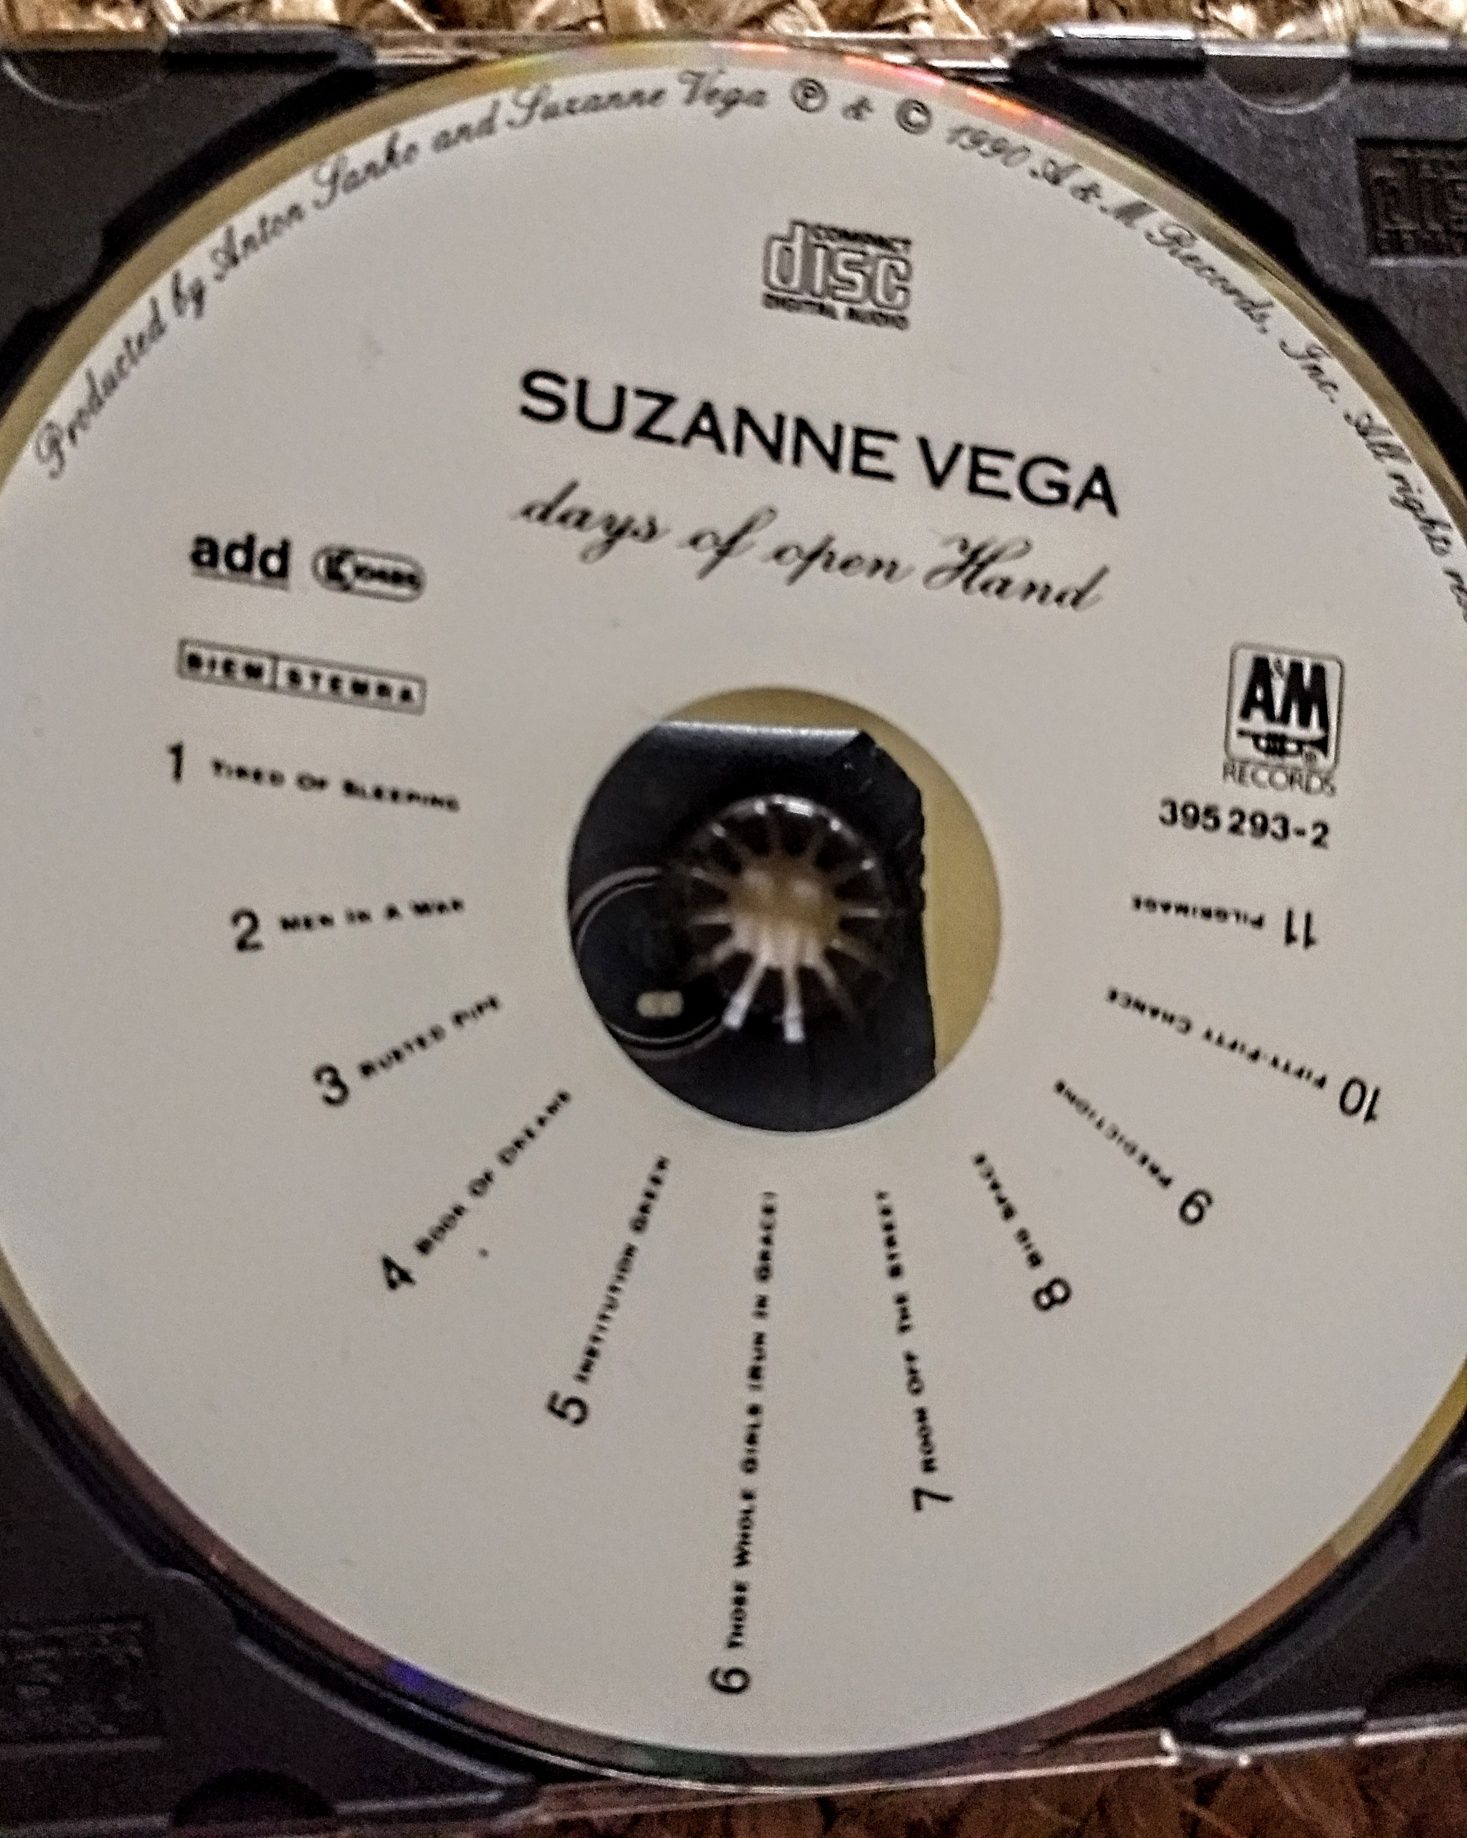 Produced by Anton Sanko and Suzanne Vega Ⓟ & © 1990 A & M Records, Inc. All rights
COMPACT
disc
DIGITAL AUDIO
SUZANNE VEGA
days of open Hand
add
BIEM STEMRA
A&M
RECORDS
395 293-2
1 TIRED OF SLEEPING
2 MEN IN A WAR
3 RUSTED PIPE
4 BOOK OF DREAMS
5 INSTITUTION GREEN
6 THOSE WHOLE GIRLS (RUN IN GRACE)
7 ROOM OFF THE STREET
8 BIG SPACE
9 PREDICTIONS
10 FIFTY-FIFTY CHANCE
11 PILGRIMAGE